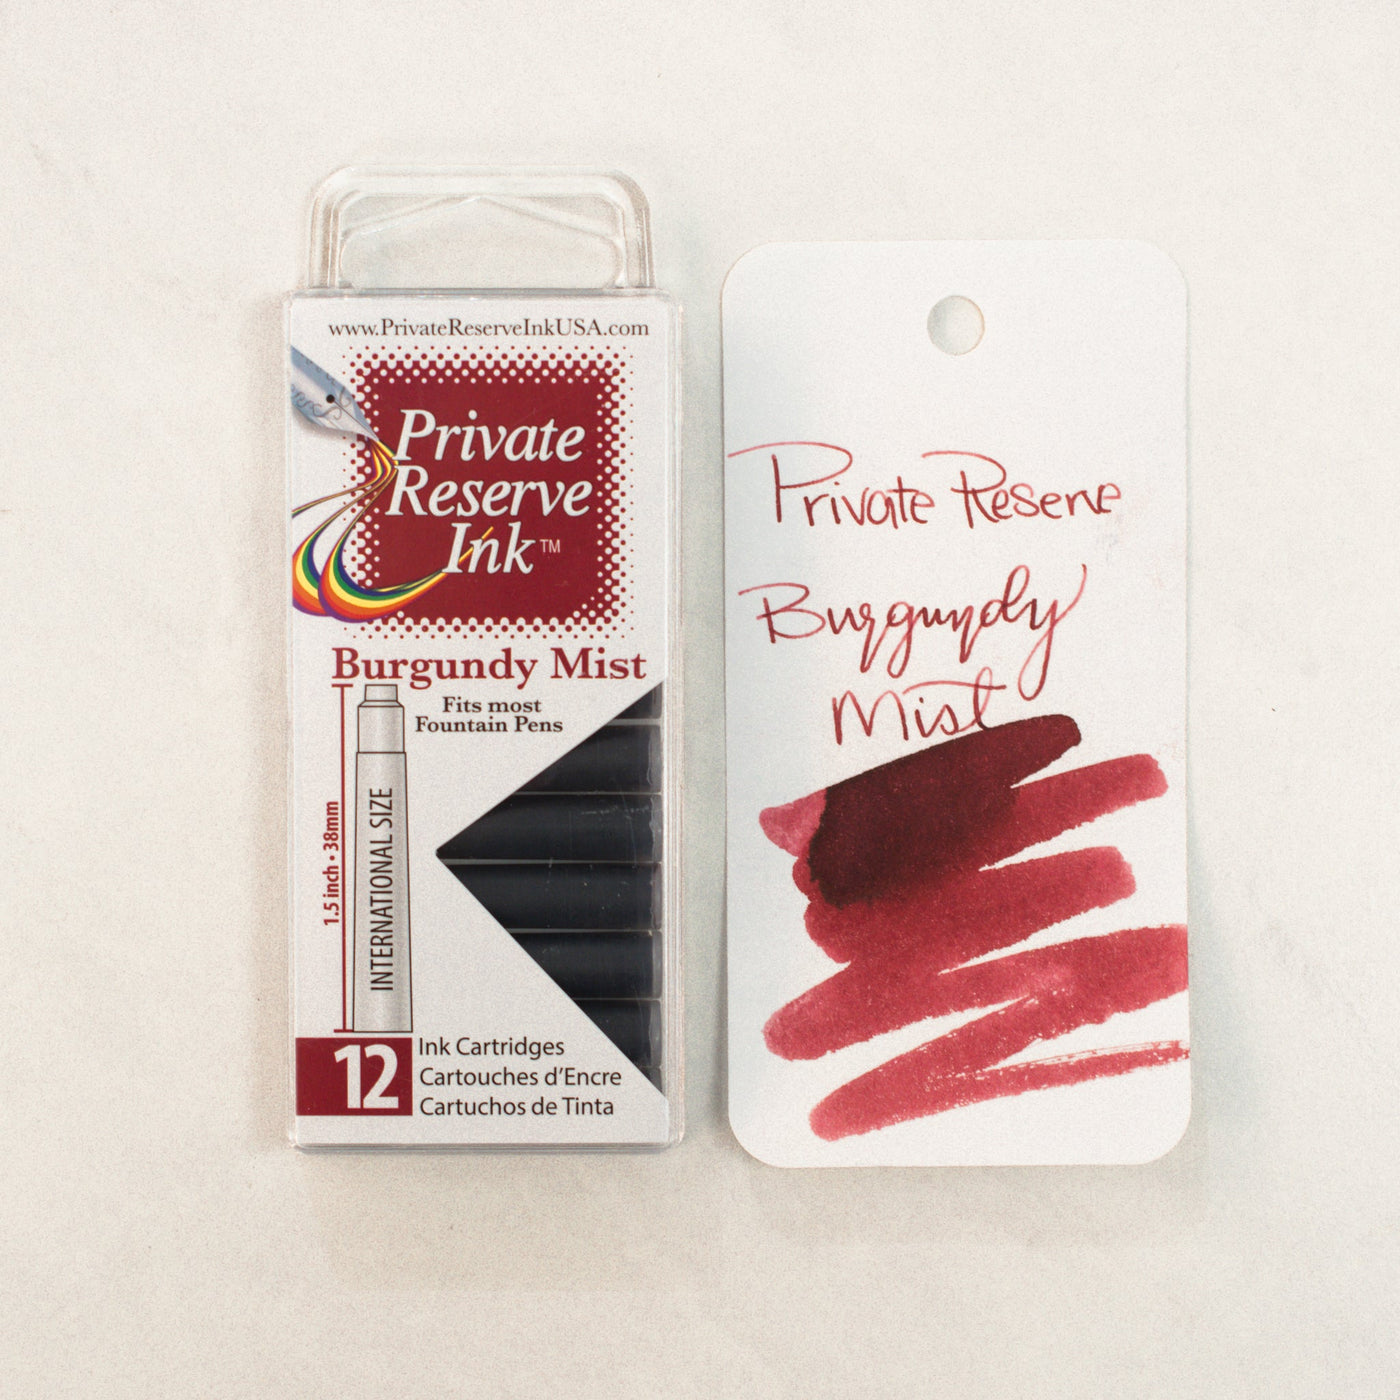 www.PrivateReserveInkUSA.com
Private
Reserve
Ink™
Burgundy Mist
Fits most
Fountain Pens
1.5 inch • 38mm
INTERNATIONAL SIZE
12
Ink Cartridges
Cartouches d'Encre
Cartuchos de Tinta
Private Reserve
Burgundy
Mist